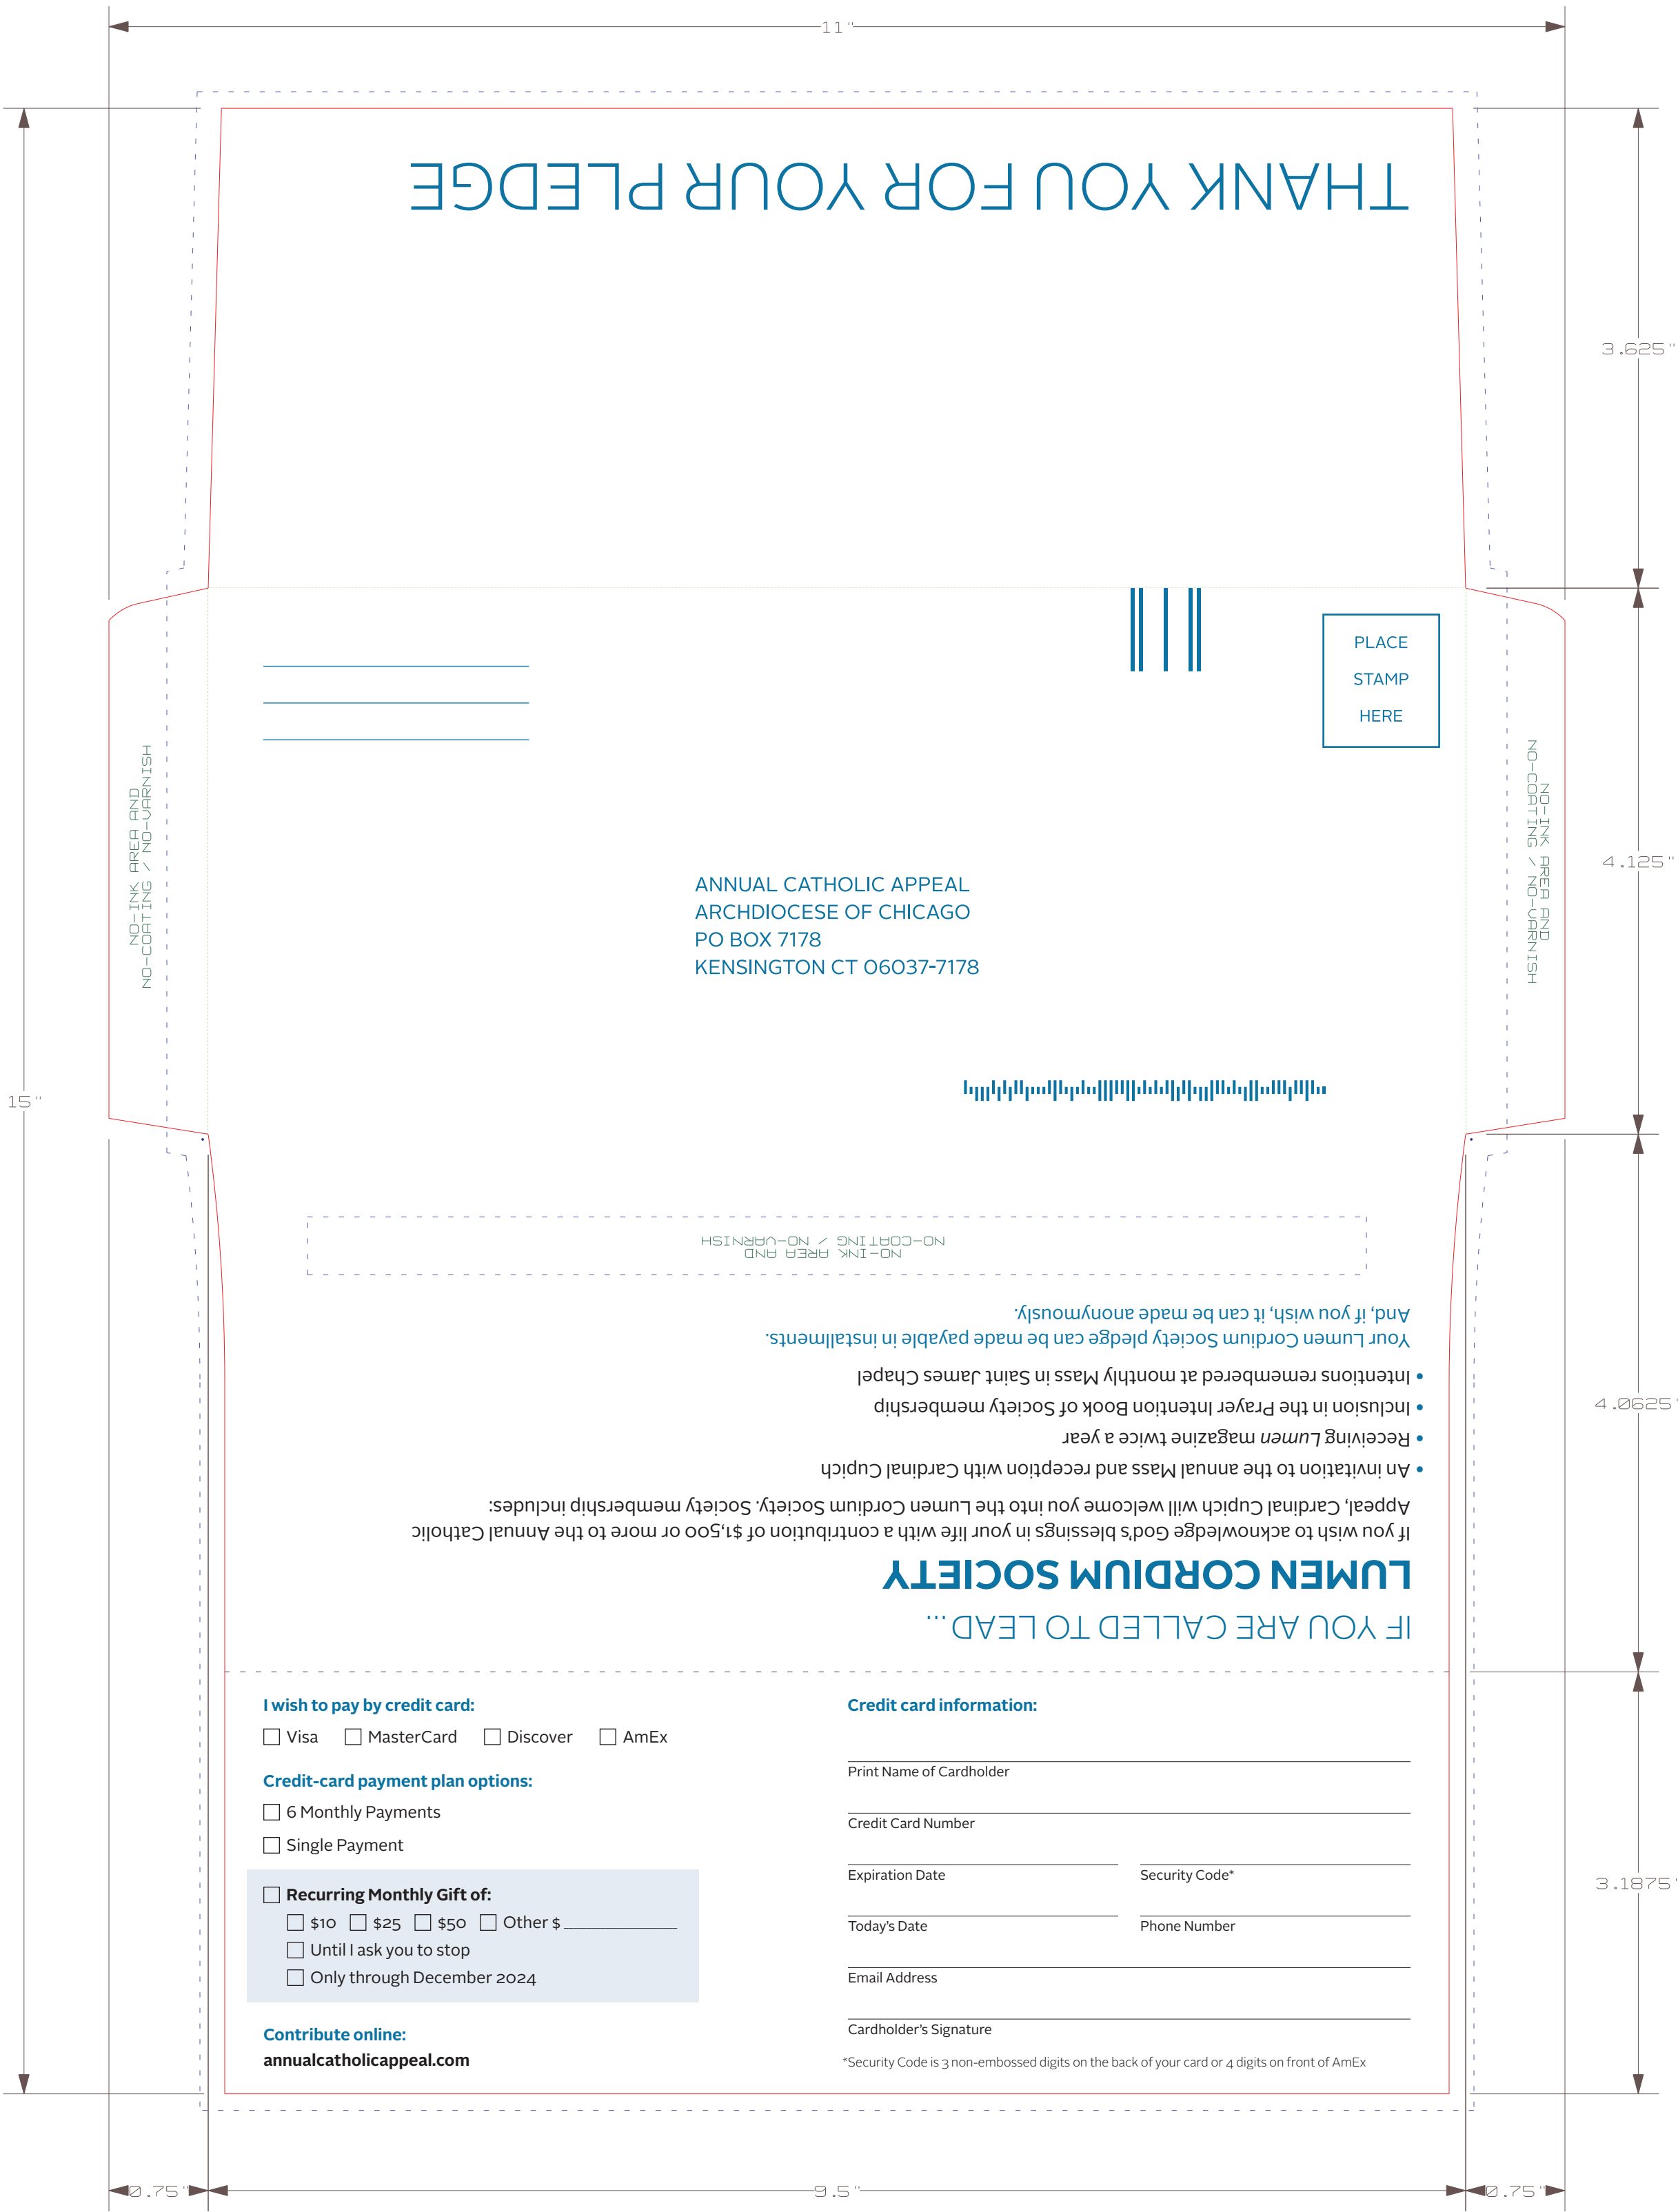 11"
THANK YOU FOR YOUR PLEDGE
3.625"
PLACE
STAMP
HERE
NO-INK AREA AND
NO-COATING / NO-VARNISH
NO-INK AREA AND
NO-COATING / NO-VARNISH
4.125"
ANNUAL CATHOLIC APPEAL
ARCHDIOCESE OF CHICAGO
PO BOX 7178
KENSINGTON CT 06037-7178
15"
NO-INK AREA AND
NO-COATING / NO-VARNISH
4.0625"
IF YOU ARE CALLED TO LEAD...
LUMEN CORDIUM SOCIETY
If you wish to acknowledge God's blessings in your life with a contribution of $1,500 or more to the Annual Catholic
Appeal, Cardinal Cupich will welcome you into the Lumen Cordium Society. Society membership includes:
• An invitation to the annual Mass and reception with Cardinal Cupich
• Receiving Lumen magazine twice a year
• Inclusion in the Prayer Intention Book of Society membership
• Intentions remembered at monthly Mass in Saint James Chapel
Your Lumen Cordium Society pledge can be made payable in installments.
And, if you wish, it can be made anonymously.
I wish to pay by credit card:
Visa MasterCard Discover AmEx
Credit-card payment plan options:
6 Monthly Payments
Single Payment
Recurring Monthly Gift of:
$10 $25 $50 Other $
Until I ask you to stop
Only through December 2024
Contribute online:
annualcatholicappeal.com
Credit card information:
Print Name of Cardholder
Credit Card Number
Expiration Date Security Code*
Today's Date Phone Number
Email Address
Cardholder's Signature
*Security Code is 3 non-embossed digits on the back of your card or 4 digits on front of AmEx
3.1875"
0.75" 9.5" 0.75"